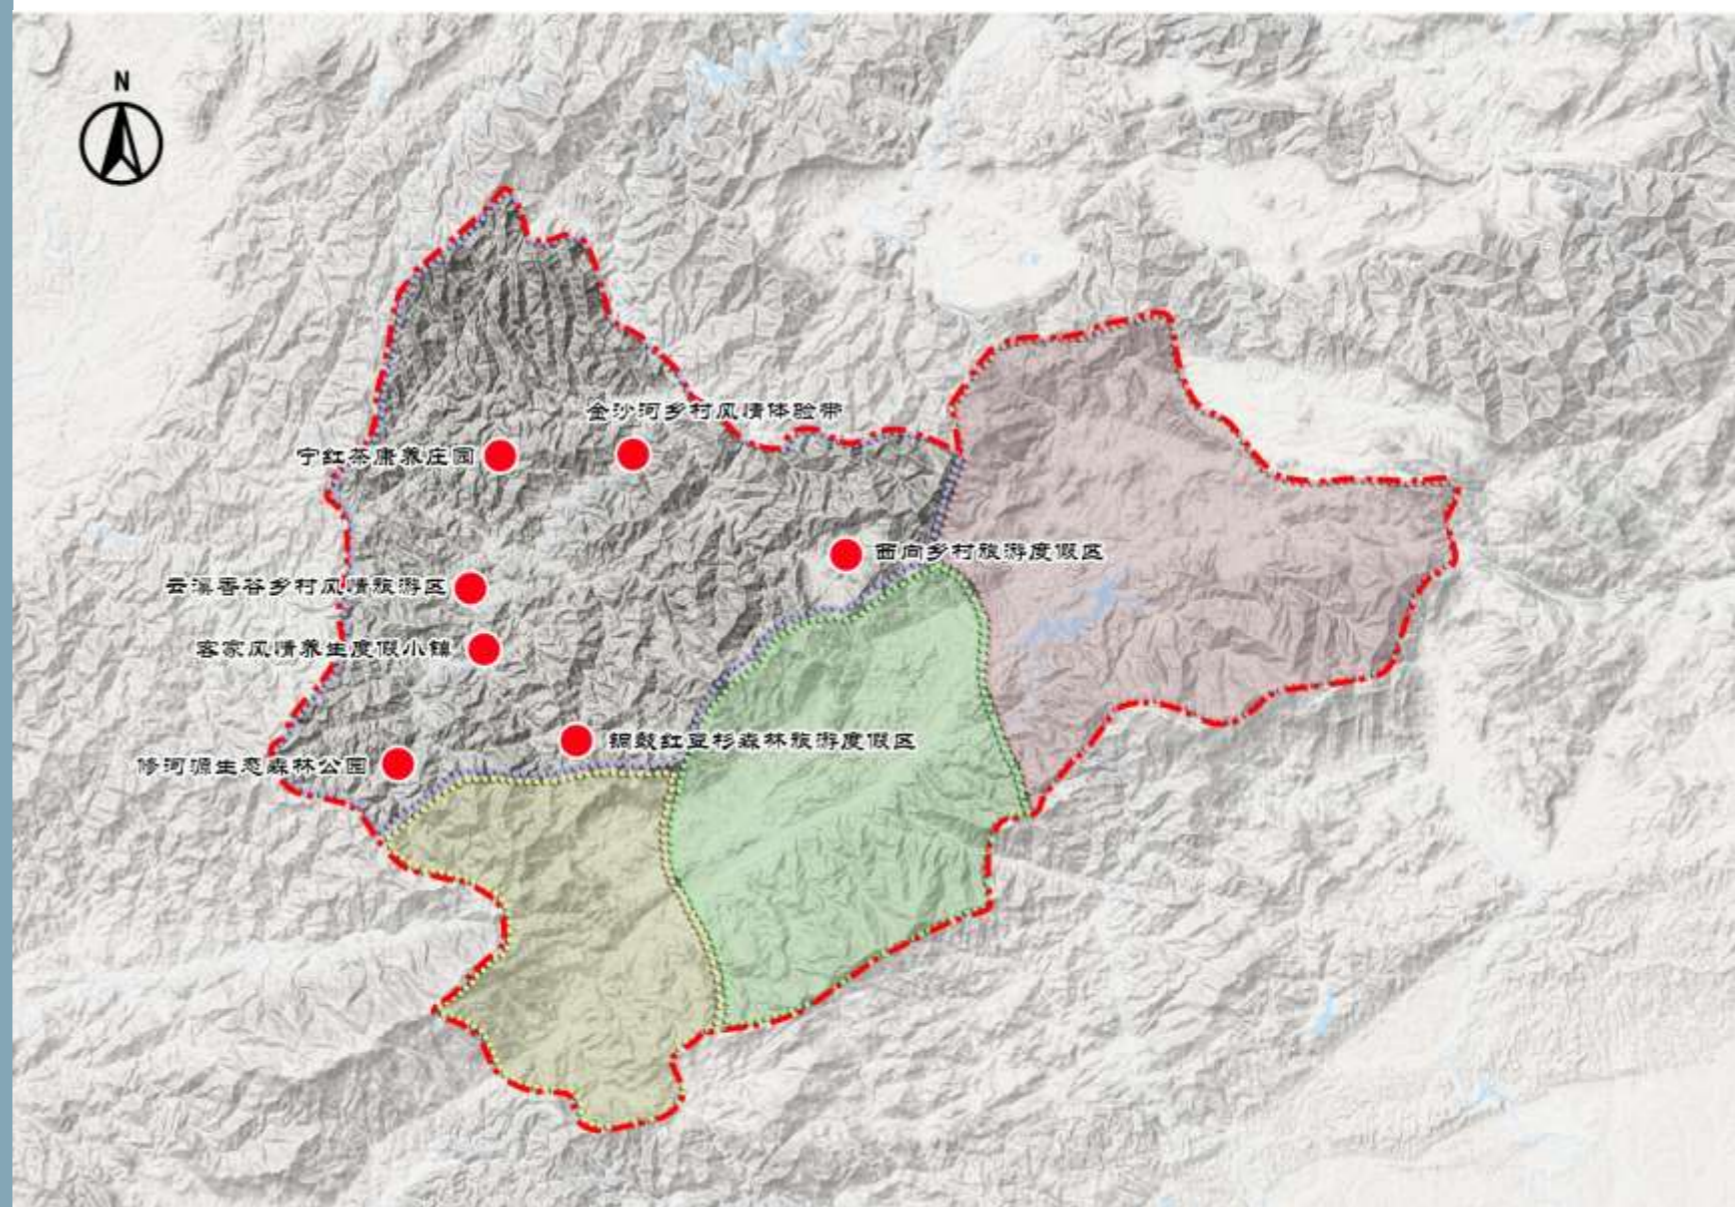 N
金沙河乡村风情体验带
宁红茶康养庄园
西向乡村旅游度假区
云溪香谷乡村风情旅游区
客家风情养生度假小镇
铜鼓红豆杉森林旅游度假区
修河源生态森林公园